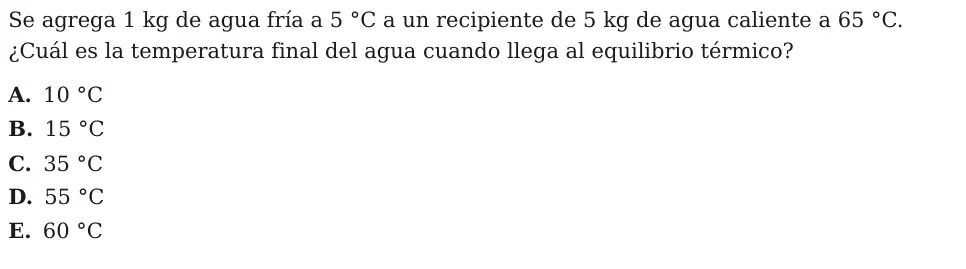 Se agrega 1 kg de agua fría a 5 °C a un recipiente de 5 kg de agua caliente a 65 °C.
¿Cuál es la temperatura final del agua cuando llega al equilibrio térmico?
A. 10 °C
B. 15 °C
C. 35 °C
D. 55 °C
E. 60 °C